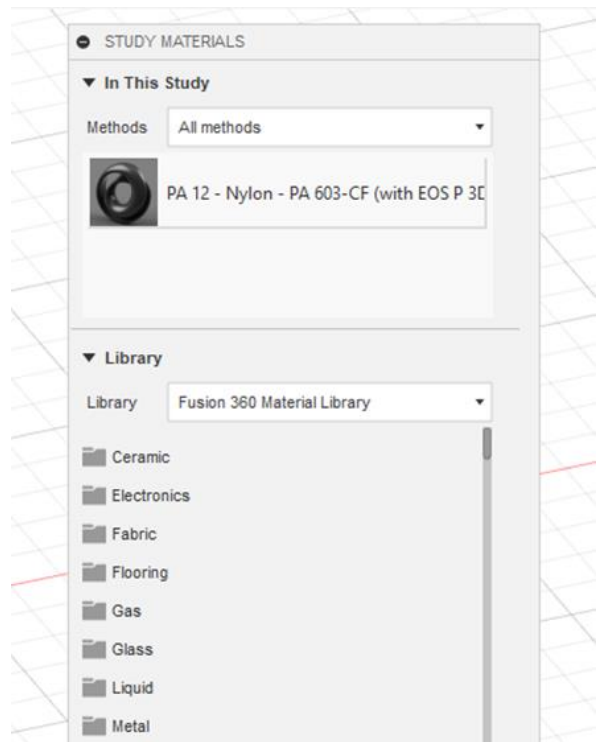 STUDY MATERIALS
In This Study
Methods All methods
PA 12 - Nylon - PA 603-CF (with EOS P 3D
Library
Library Fusion 360 Material Library
Ceramic
Electronics
Fabric
Flooring
Gas
Glass
Liquid
Metal